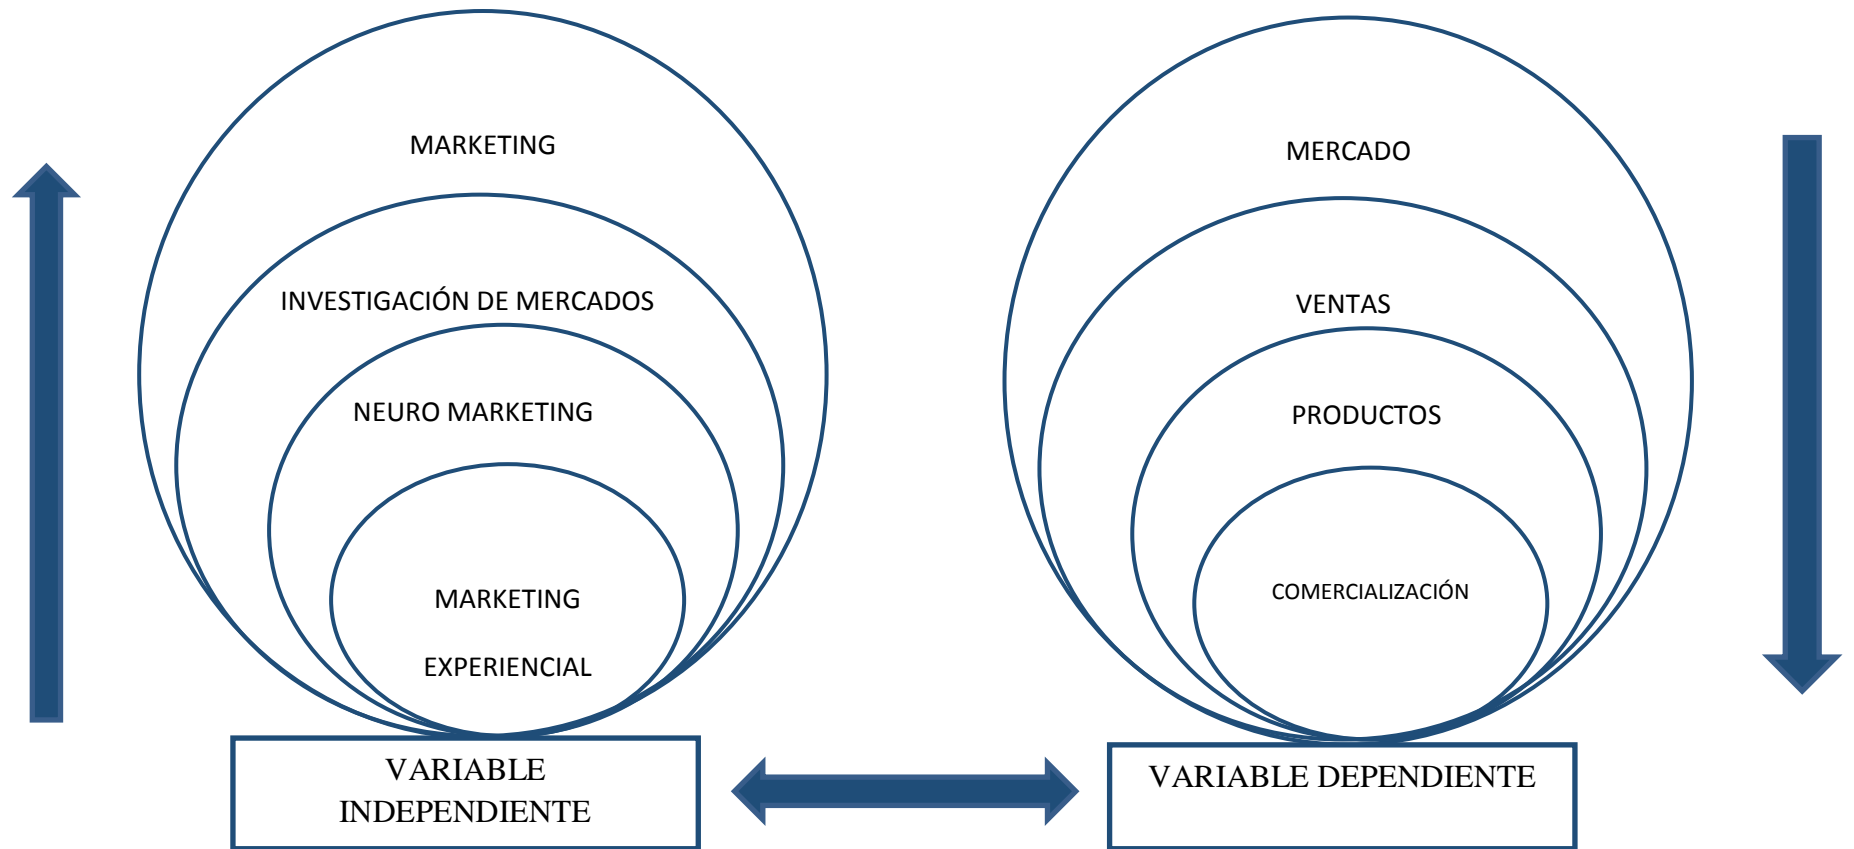 MARKETING
INVESTIGACIÓN DE MERCADOS
NEURO MARKETING
MARKETING
EXPERIENCIAL
VARIABLE
INDEPENDIENTE
MERCADO
VENTAS
PRODUCTOS
COMERCIALIZACIÓN
VARIABLE DEPENDIENTE